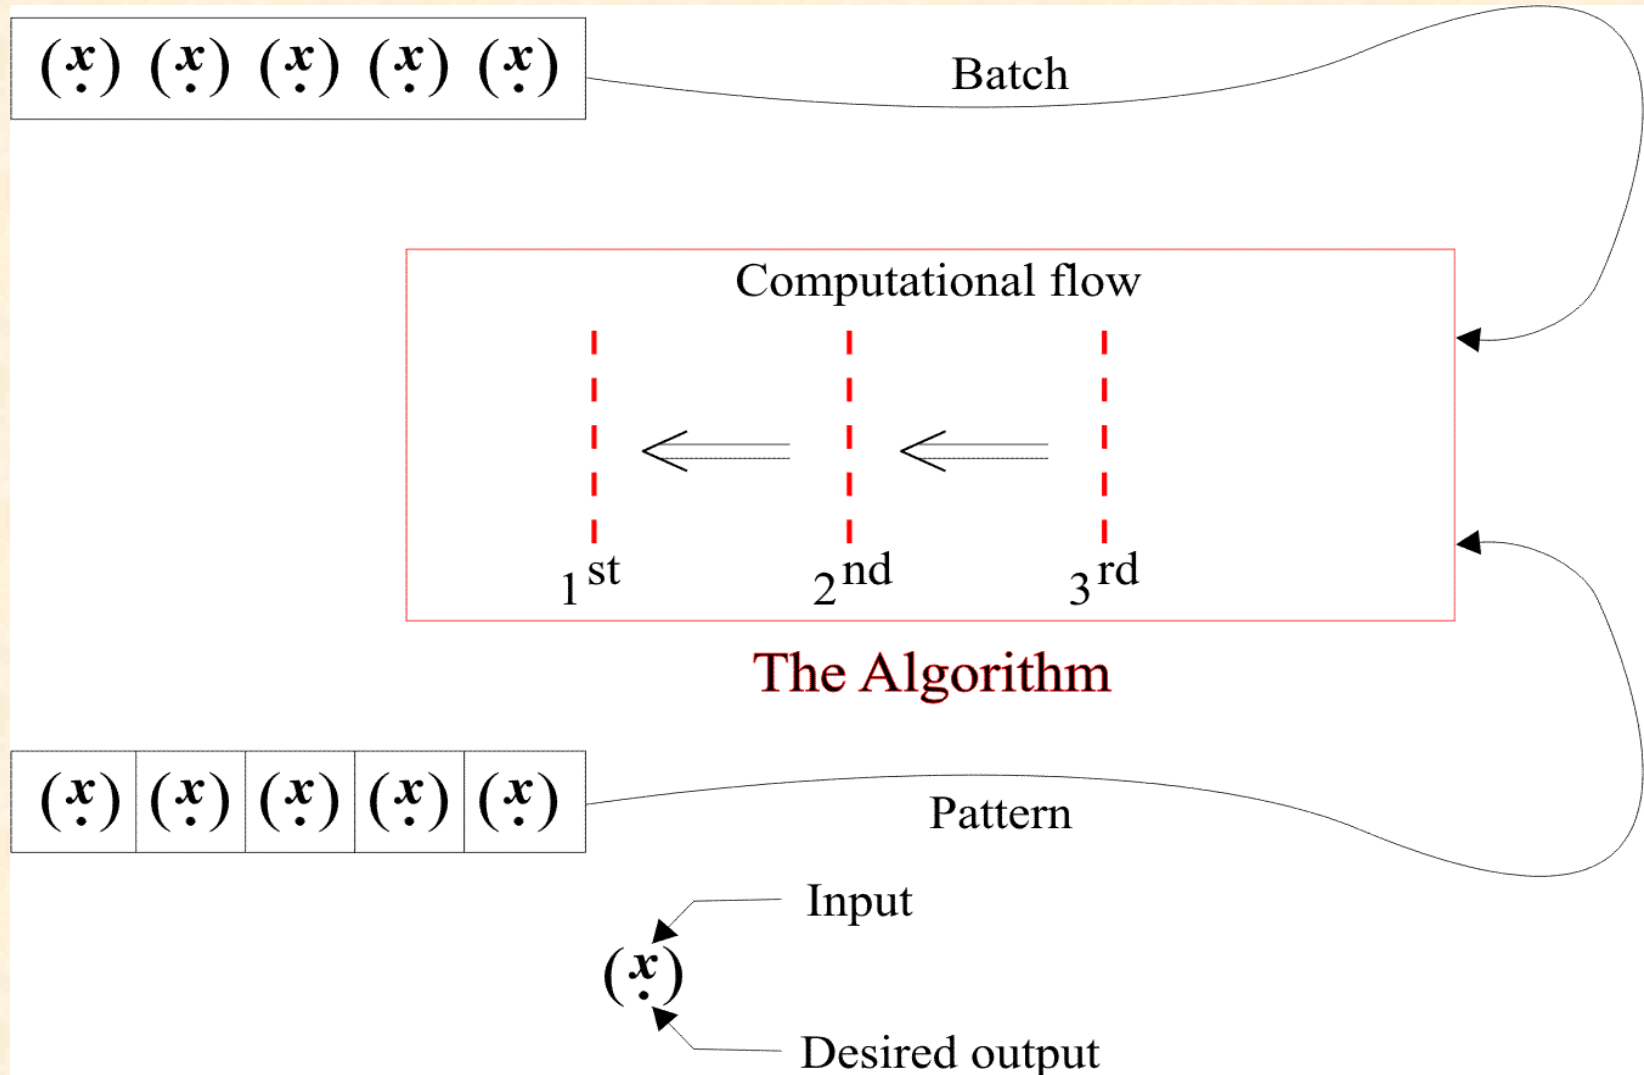 (x .) (x .) (x .) (x .) (x .)
Batch
Computational flow
1st 2nd 3rd
The Algorithm
(x .) (x .) (x .) (x .) (x .)
Pattern
Input
(x .)
Desired output